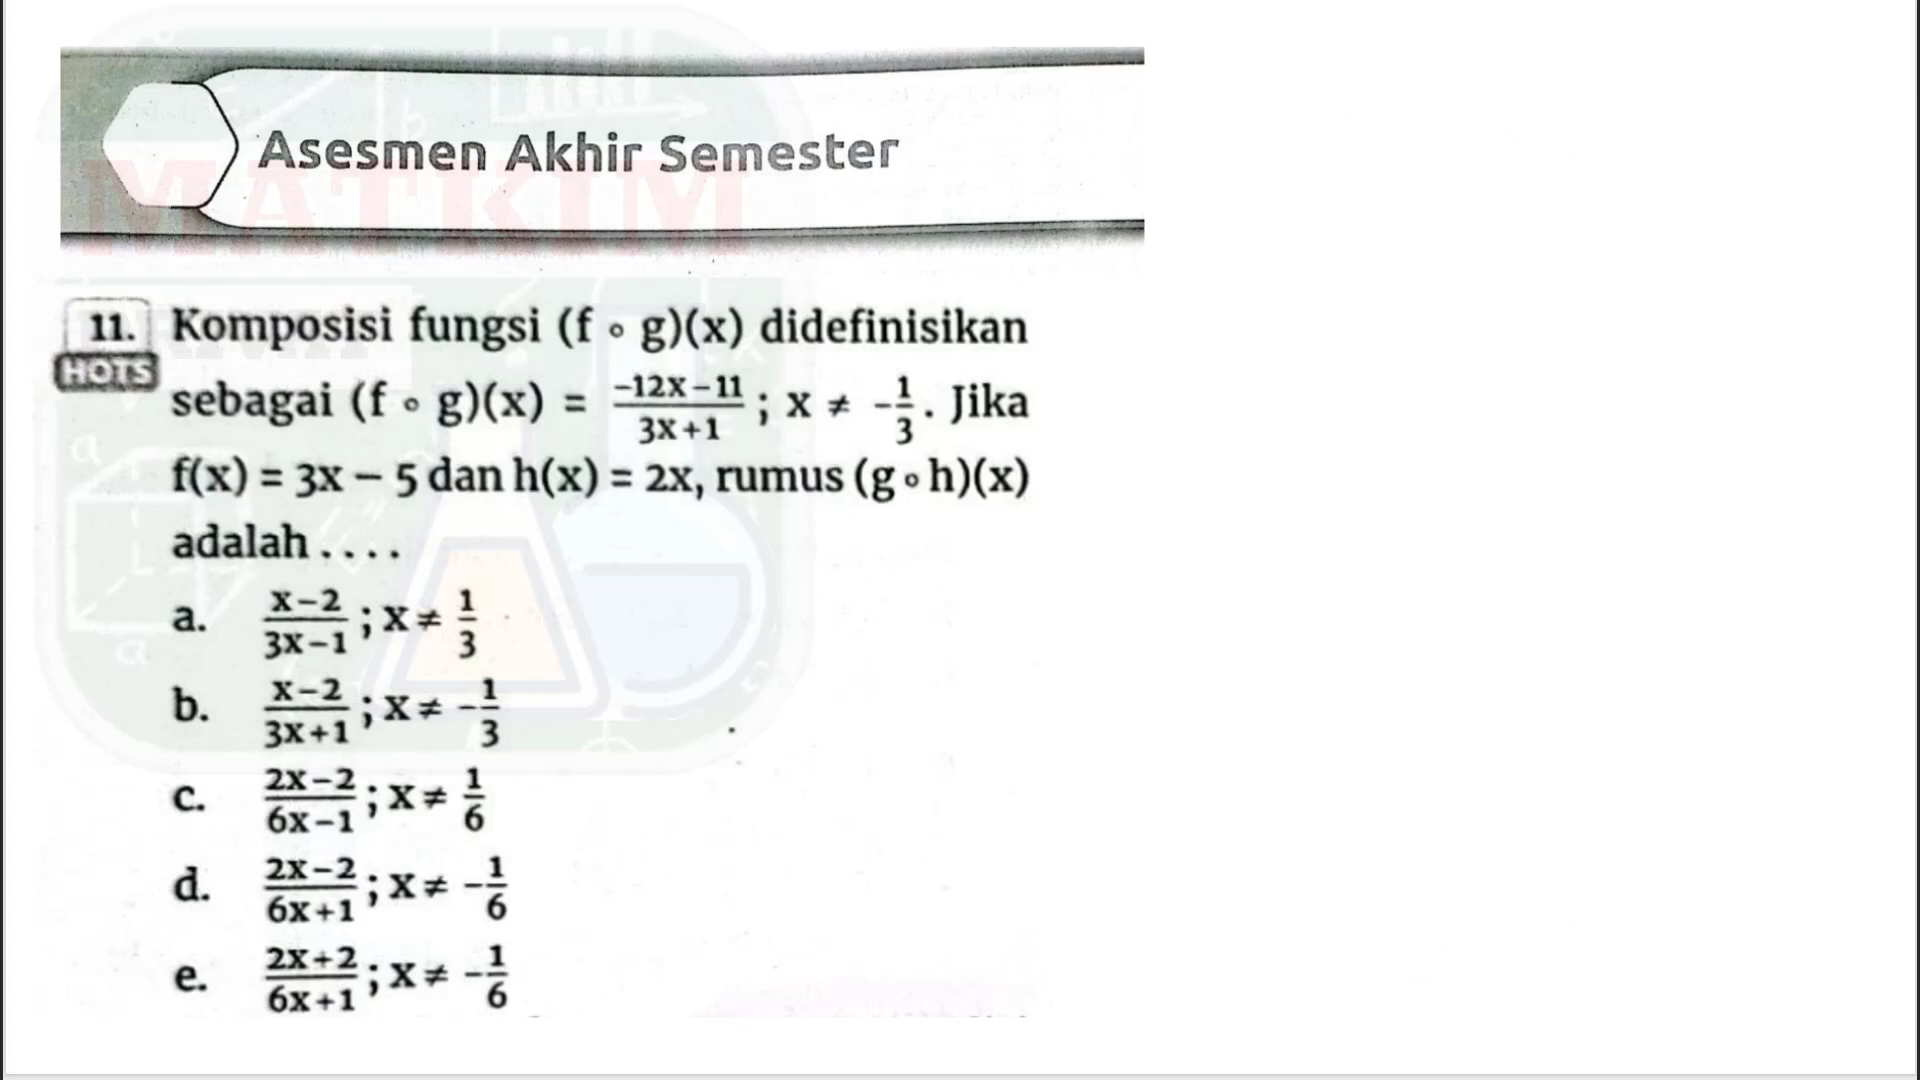 Asesmen Akhir Semester
MATKIM
11. Komposisi fungsi (f ∘ g)(x) didefinisikan
HOTS
sebagai (f ∘ g)(x) = (-12x-11)/(3x+1) ; x ≠ -1/3 . Jika
f(x) = 3x – 5 dan h(x) = 2x, rumus (g ∘ h)(x)
adalah . . . .
a. (x-2)/(3x-1) ; x ≠ 1/3
b. (x-2)/(3x+1) ; x ≠ -1/3
c. (2x-2)/(6x-1) ; x ≠ 1/6
d. (2x-2)/(6x+1) ; x ≠ -1/6
e. (2x+2)/(6x+1) ; x ≠ -1/6